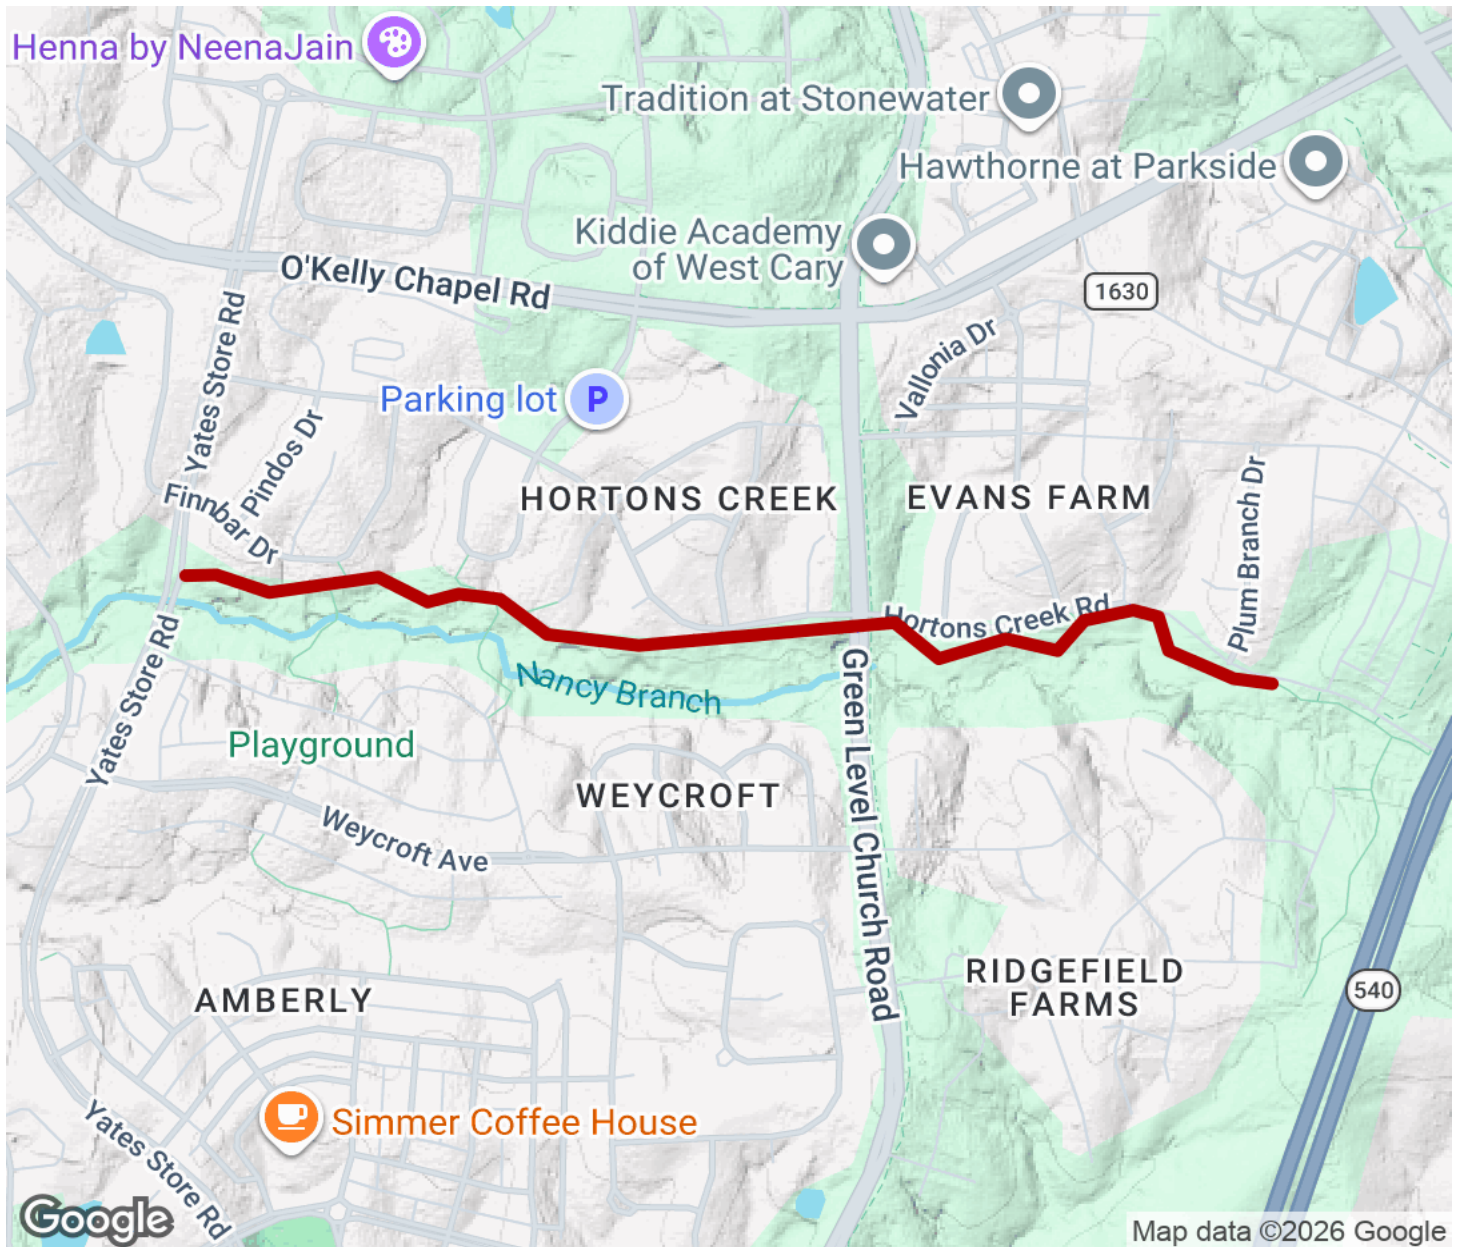 Henna by NeenaJain
Tradition at Stonewater
Hawthorne at Parkside
Kiddie Academy
of West Cary
O'Kelly Chapel Rd
1630
Yates Store Rd
Vallonia Dr
Parking lot
P
Pindos Dr
Finnbar Dr
HORTONS CREEK
EVANS FARM
Plum Branch Dr
Hortons Creek Rd
Yates Store Rd
Nancy Branch
Green Level Church Road
Playground
WEYCROFT
Weycroft Ave
RIDGEFIELD
FARMS
540
AMBERLY
Simmer Coffee House
Yates Store Rd
Google
Map data ©2026 Google